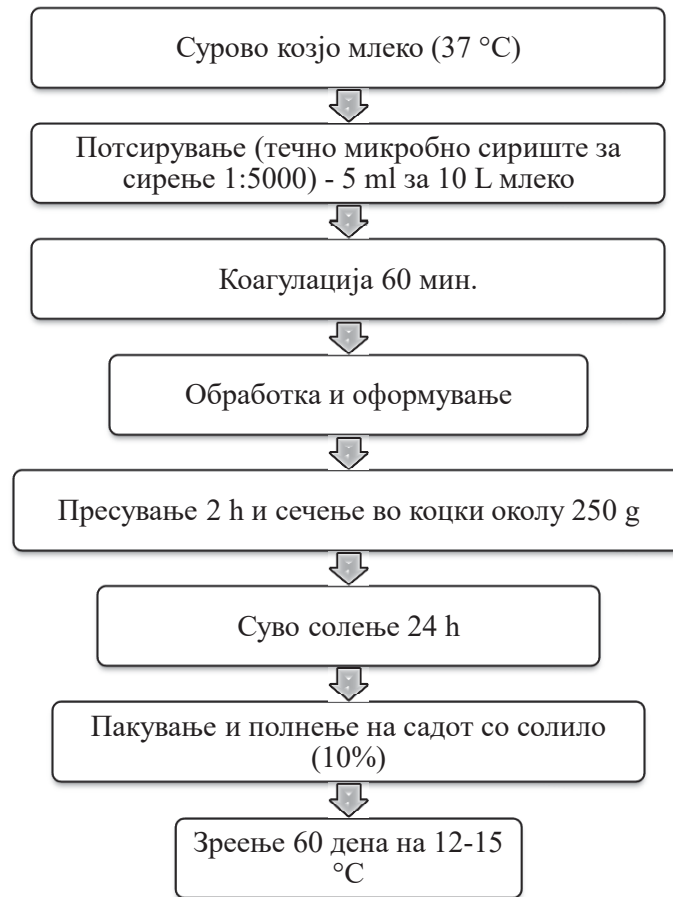 Сурово козјо млеко (37 °C)
Потсирување (течно микробно сириште за
сирење 1:5000) - 5 ml за 10 L млеко
Коагулација 60 мин.
Обработка и оформување
Пресување 2 h и сечење во коцки околу 250 g
Суво солење 24 h
Пакување и полнење на садот со солило
(10%)
Зреење 60 дена на 12-15
°C